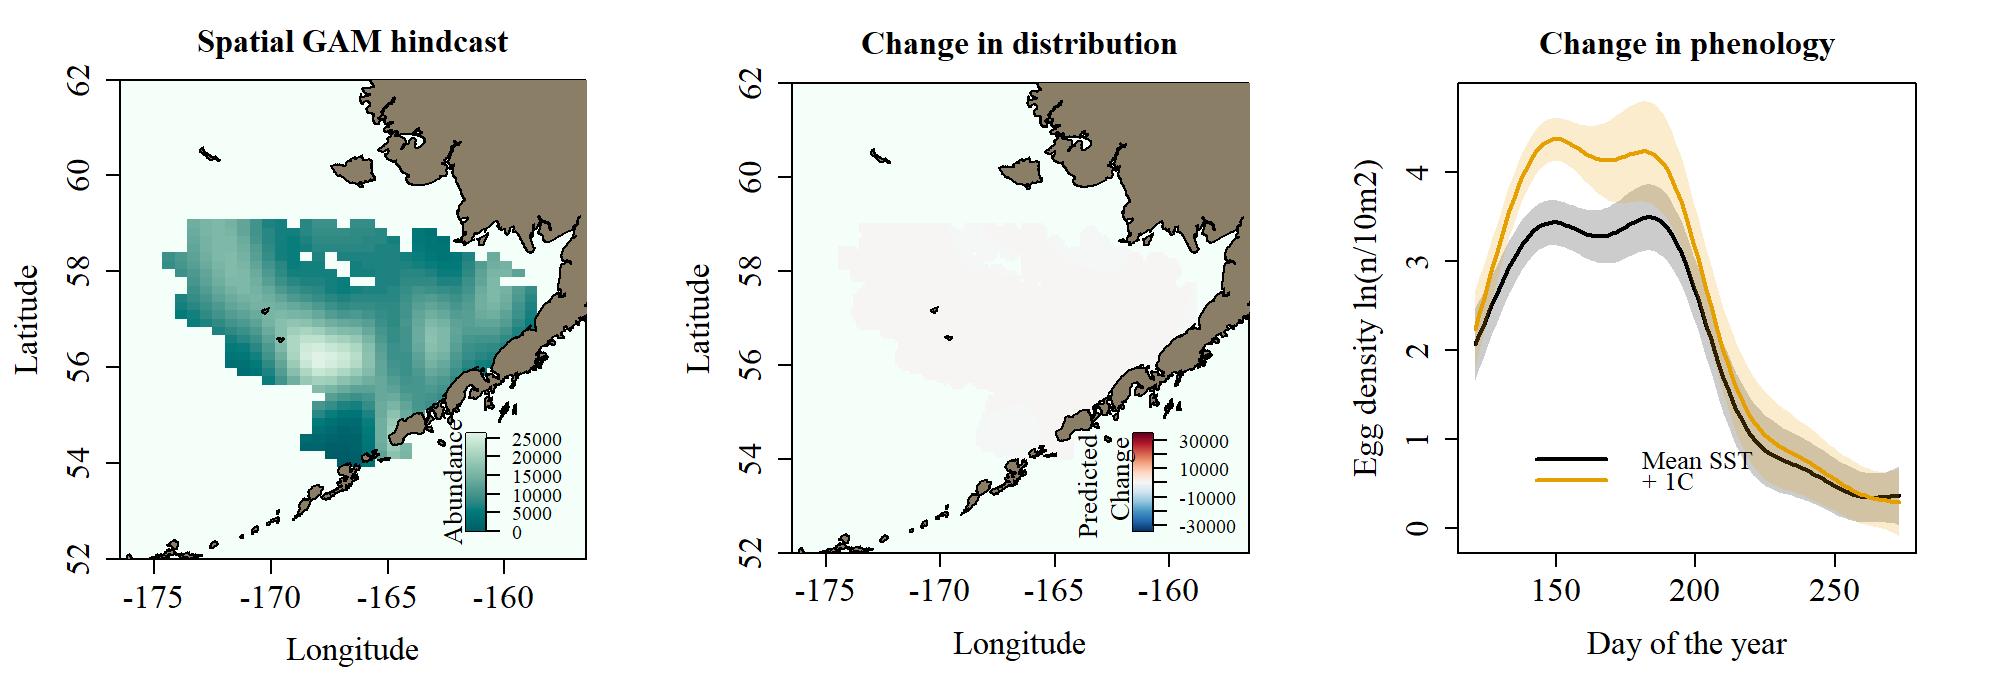 Spatial GAM hindcast
62
60
58
56
54
52
Latitude
-175
-170
-165
-160
Longitude
Abundance
25000
20000
15000
10000
5000
0
Change in distribution
62
60
58
56
54
52
Latitude
-175
-170
-165
-160
Longitude
Predicted
Change
30000
10000
-10000
-30000
Change in phenology
4
3
2
1
0
Egg density ln(n/10m2)
Mean SST
+ 1C
150
200
250
Day of the year